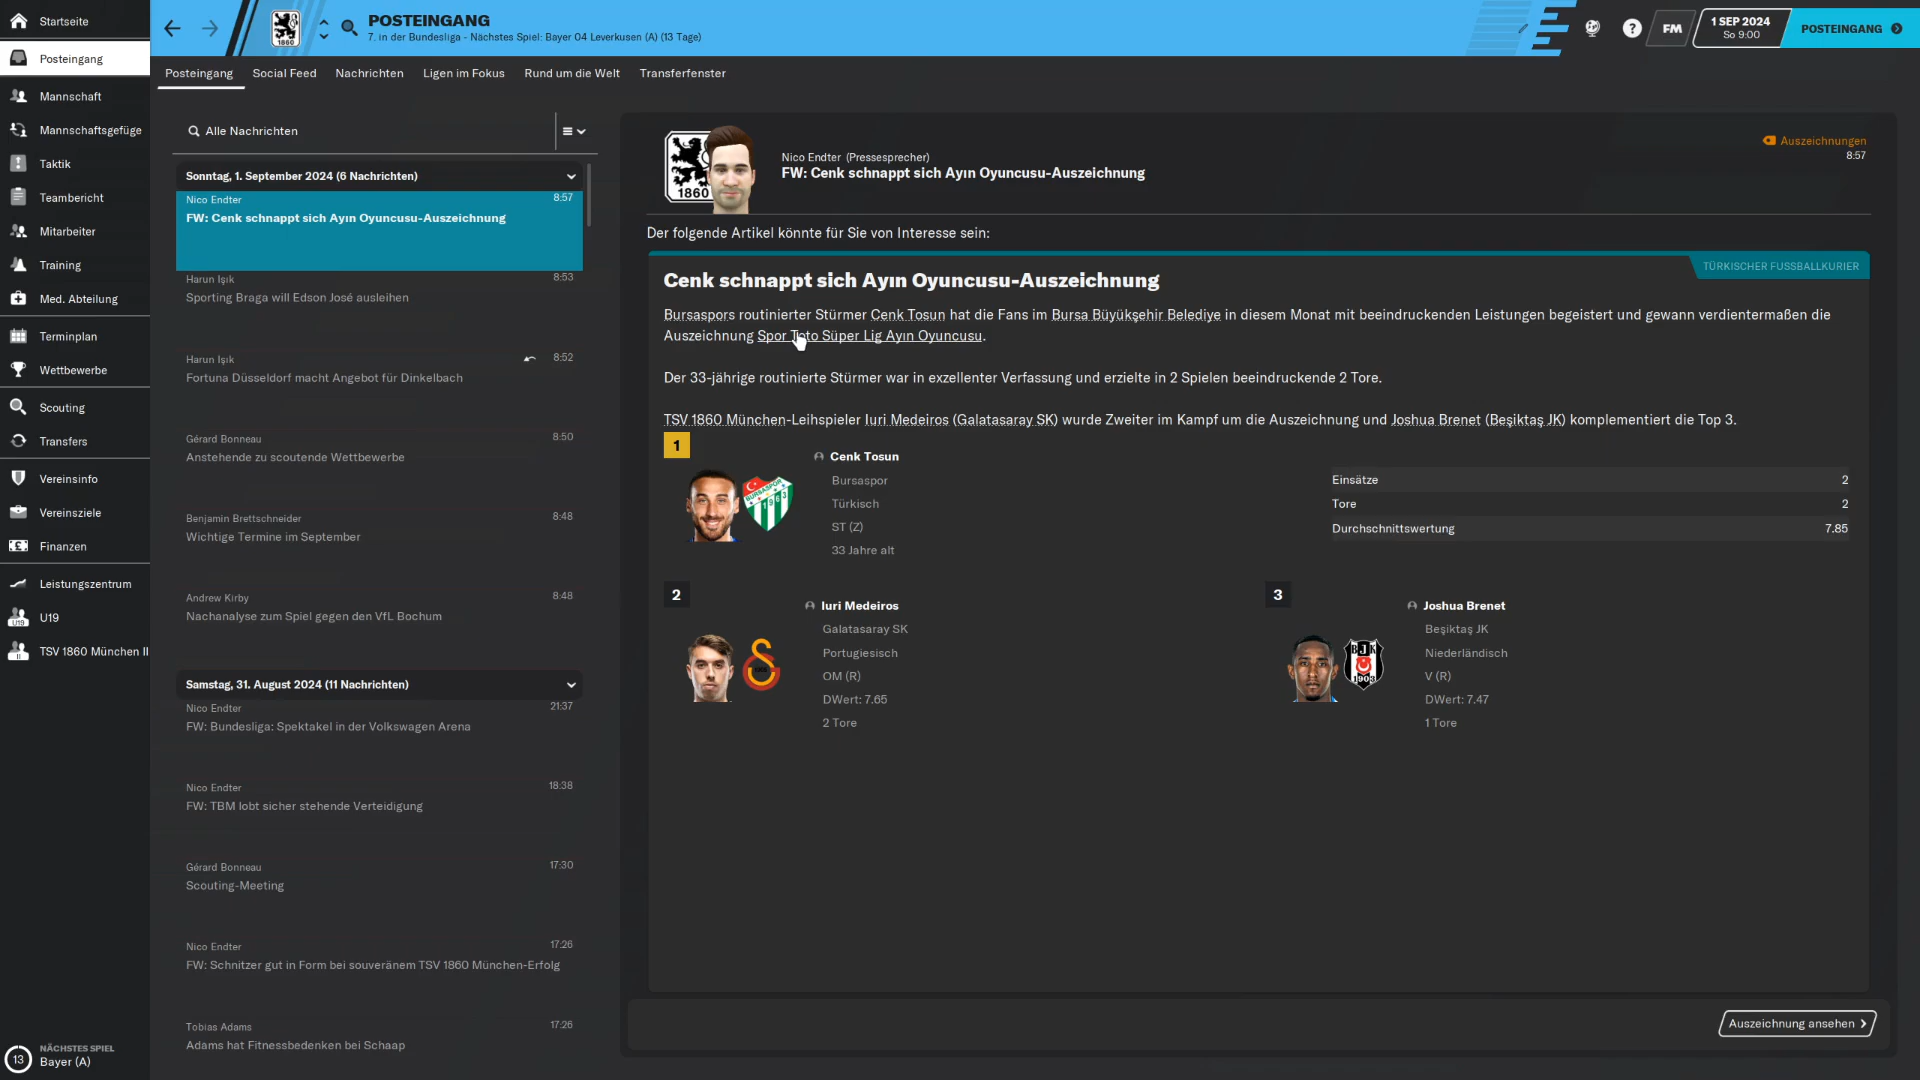 Startseite
Posteingang
Mannschaft
Mannschaftsgefüge
Taktik
Teambericht
Mitarbeiter
Training
Med. Abteilung
Terminplan
Wettbewerbe
Scouting
Transfers
Vereinsinfo
Vereinsziele
Finanzen
Leistungszentrum
U19
TSV 1860 München II
13
NÄCHSTES SPIEL
Bayer (A)
1860
POSTEINGANG
7. in der Bundesliga - Nächstes Spiel: Bayer 04 Leverkusen (A) (13 Tage)
?
FM
1 SEP 2024
So 9:00
POSTEINGANG
Posteingang
Social Feed
Nachrichten
Ligen im Fokus
Rund um die Welt
Transferfenster
Alle Nachrichten
Sonntag, 1. September 2024 (6 Nachrichten)
Nico Endter 8:57
FW: Cenk schnappt sich Ayın Oyuncusu-Auszeichnung
Harun Işık 8:53
Sporting Braga will Edson José ausleihen
Harun Işık 8:52
Fortuna Düsseldorf macht Angebot für Dinkelbach
Gérard Bonneau 8:50
Anstehende zu scoutende Wettbewerbe
Benjamin Brettschneider 8:48
Wichtige Termine im September
Andrew Kirby 8:48
Nachanalyse zum Spiel gegen den VfL Bochum
Samstag, 31. August 2024 (11 Nachrichten)
Nico Endter 21:37
FW: Bundesliga: Spektakel in der Volkswagen Arena
Nico Endter 18:38
FW: TBM lobt sicher stehende Verteidigung
Gérard Bonneau 17:30
Scouting-Meeting
Nico Endter 17:26
FW: Schnitzer gut in Form bei souveränem TSV 1860 München-Erfolg
Tobias Adams 17:26
Adams hat Fitnessbedenken bei Schaap
1860
Nico Endter (Pressesprecher)
FW: Cenk schnappt sich Ayın Oyuncusu-Auszeichnung
Auszeichnungen
8:57
Der folgende Artikel könnte für Sie von Interesse sein:
TÜRKISCHER FUSSBALLKURIER
Cenk schnappt sich Ayın Oyuncusu-Auszeichnung
Bursaspors routinierter Stürmer Cenk Tosun hat die Fans im Bursa Büyükşehir Belediye in diesem Monat mit beeindruckenden Leistungen begeistert und gewann verdientermaßen die
Auszeichnung Spor Toto Süper Lig Ayın Oyuncusu.
Der 33-jährige routinierte Stürmer war in exzellenter Verfassung und erzielte in 2 Spielen beeindruckende 2 Tore.
TSV 1860 München-Leihspieler Iuri Medeiros (Galatasaray SK) wurde Zweiter im Kampf um die Auszeichnung und Joshua Brenet (Beşiktaş JK) komplementiert die Top 3.
1
Cenk Tosun
BURSASPOR
1963
Bursaspor
Türkisch
ST (Z)
33 Jahre alt
Einsätze 2
Tore 2
Durchschnittswertung 7.85
2
Iuri Medeiros
Galatasaray SK
Portugiesisch
OM (R)
DWert: 7.65
2 Tore
3
Joshua Brenet
BJK
1903
Beşiktaş JK
Niederländisch
V (R)
DWert: 7.47
1 Tore
Auszeichnung ansehen